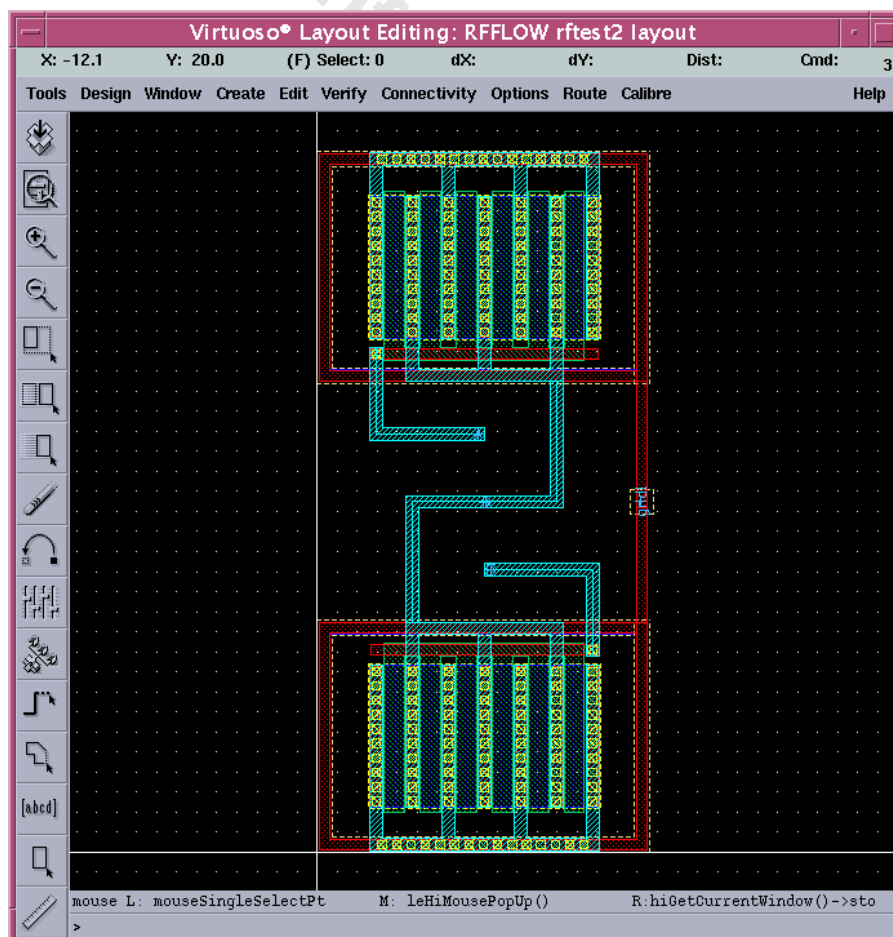 Virtuoso® Layout Editing: RFFLOW rftest2 layout
X: -12.1 Y: 20.0 (F) Select: 0 dX: dY: Dist: Cmd: 3
Tools Design Window Create Edit Verify Connectivity Options Route Calibre Help
[abcd]
mouse L: mouseSingleSelectPt M: leHiMousePopUp() R:hiGetCurrentWindow()->sto
>